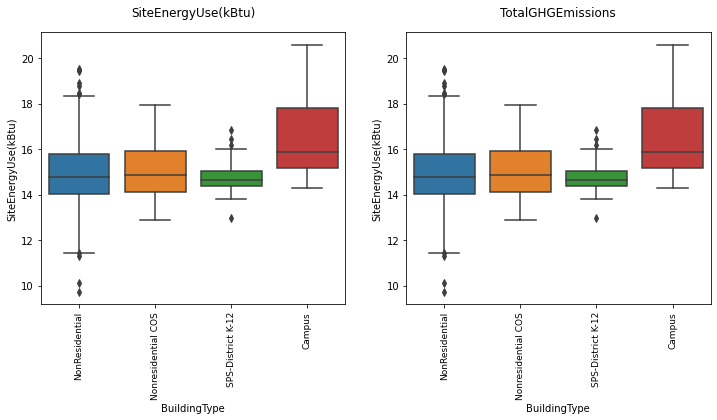 SiteEnergyUse(kBtu)
20
18
16
14
12
10
SiteEnergyUse(kBtu)
NonResidential
Nonresidential COS
SPS-District K-12
Campus
BuildingType
TotalGHGEmissions
20
18
16
14
12
10
SiteEnergyUse(kBtu)
NonResidential
Nonresidential COS
SPS-District K-12
Campus
BuildingType